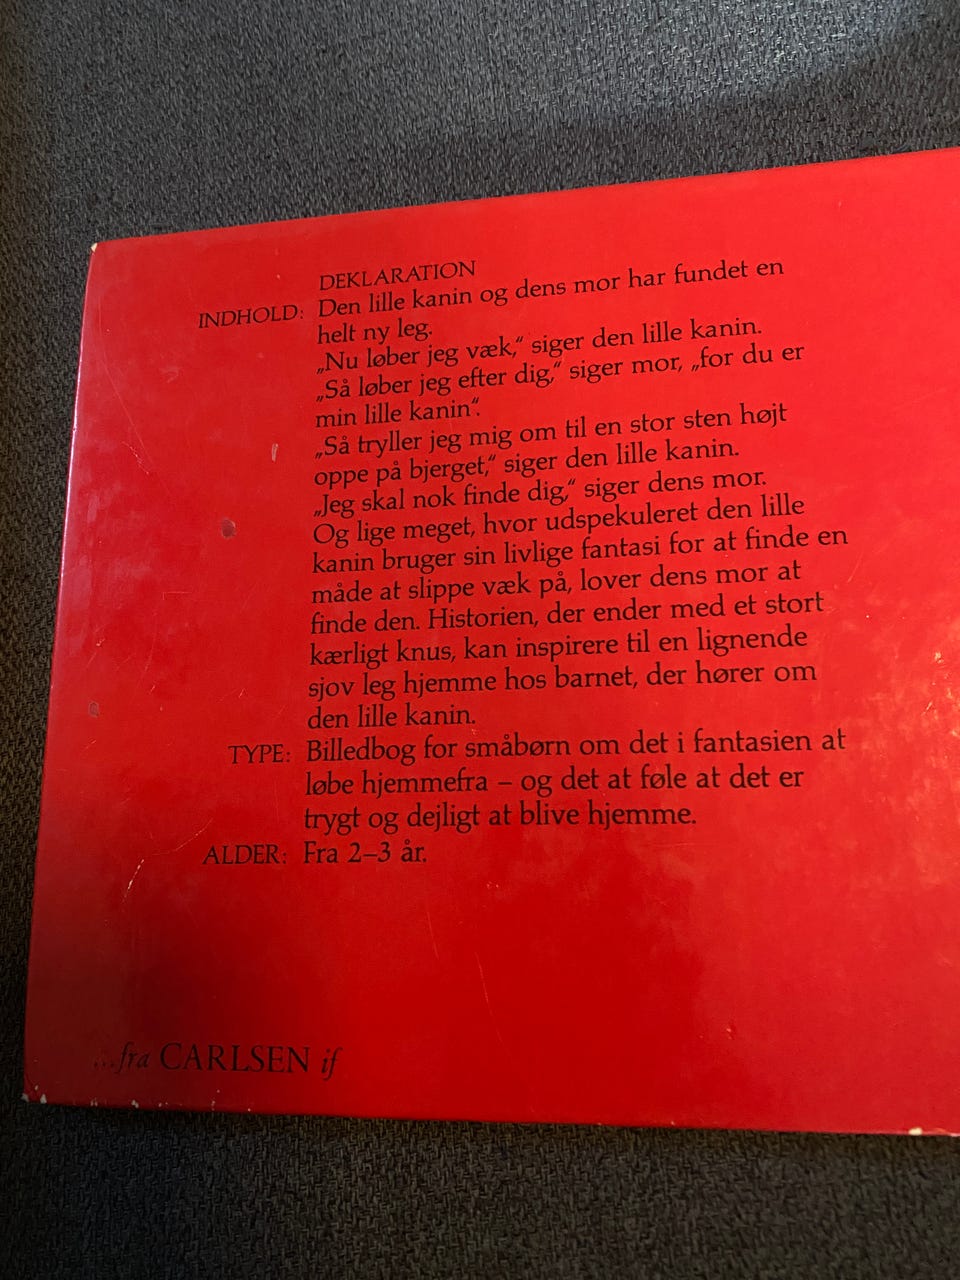 DEKLARATION
INDHOLD: Den lille kanin og dens mor har fundet en
helt ny leg.
„Nu løber jeg væk,“ siger den lille kanin.
„Så løber jeg efter dig,“ siger mor, „for du er
min lille kanin“.
„Så tryller jeg mig om til en stor sten højt
oppe på bjerget,“ siger den lille kanin.
„Jeg skal nok finde dig,“ siger dens mor.
Og lige meget, hvor udspekuleret den lille
kanin bruger sin livlige fantasi for at finde en
måde at slippe væk på, lover dens mor at
finde den. Historien, der ender med et stort
kærligt knus, kan inspirere til en lignende
sjov leg hjemme hos barnet, der hører om
den lille kanin.
TYPE: Billedbog for småbørn om det i fantasien at
løbe hjemmefra – og det at føle at det er
trygt og dejligt at blive hjemme.
ALDER: Fra 2–3 år.
...fra CARLSEN if